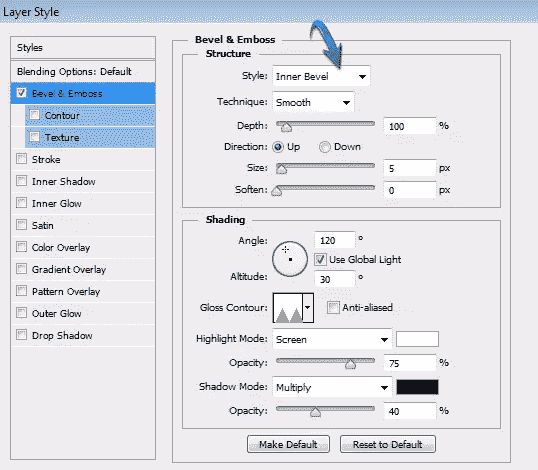 Layer Style
Styles
Blending Options: Default
Bevel & Emboss
Contour
Texture
Stroke
Inner Shadow
Inner Glow
Satin
Color Overlay
Gradient Overlay
Pattern Overlay
Outer Glow
Drop Shadow
Bevel & Emboss
Structure
Style: Inner Bevel
Technique: Smooth
Depth: 100 %
Direction: Up Down
Size: 5 px
Soften: 0 px
Shading
Angle: 120 °
Use Global Light
Altitude: 30 °
Gloss Contour: Anti-aliased
Highlight Mode: Screen
Opacity: 75 %
Shadow Mode: Multiply
Opacity: 40 %
Make Default Reset to Default